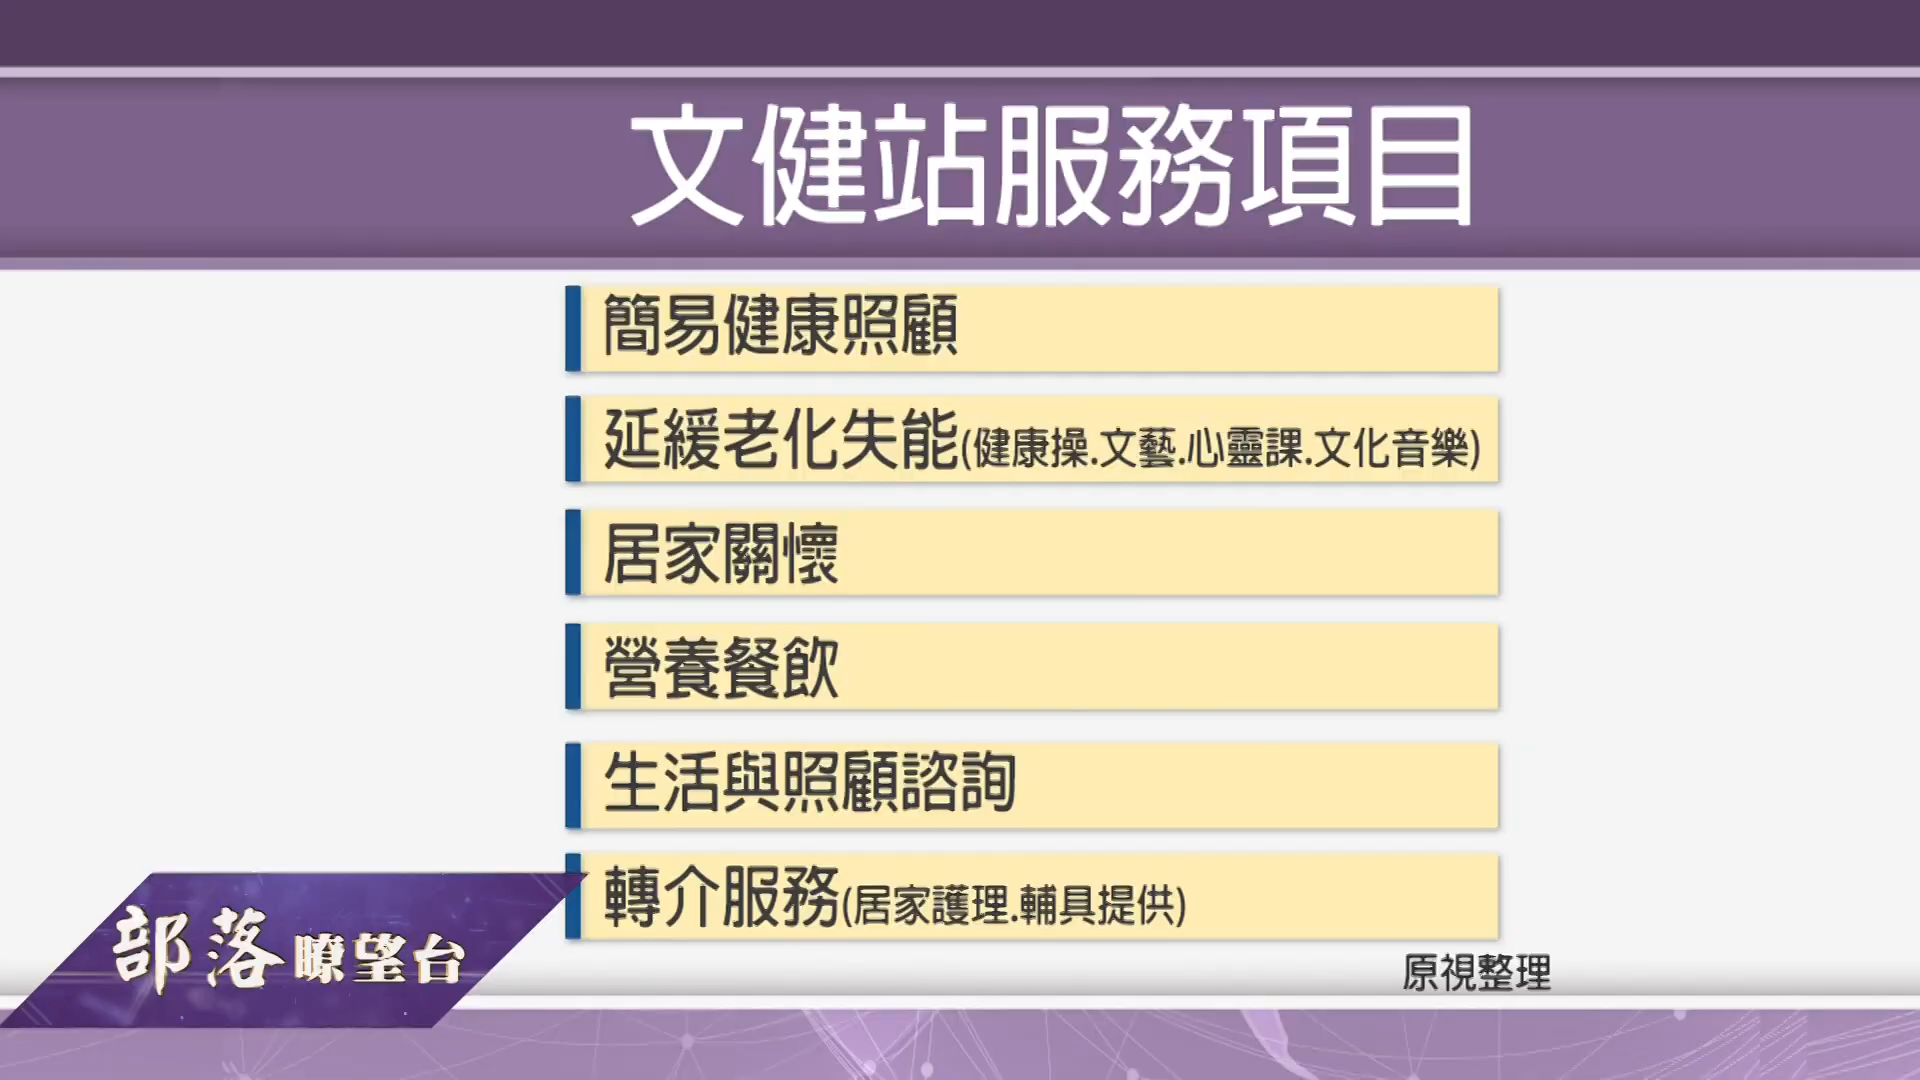 文健站服務項目
簡易健康照顧
延緩老化失能(健康操.文藝.心靈課.文化音樂)
居家關懷
營養餐飲
生活與照顧諮詢
轉介服務(居家護理.輔具提供)
部落瞭望台
原視整理